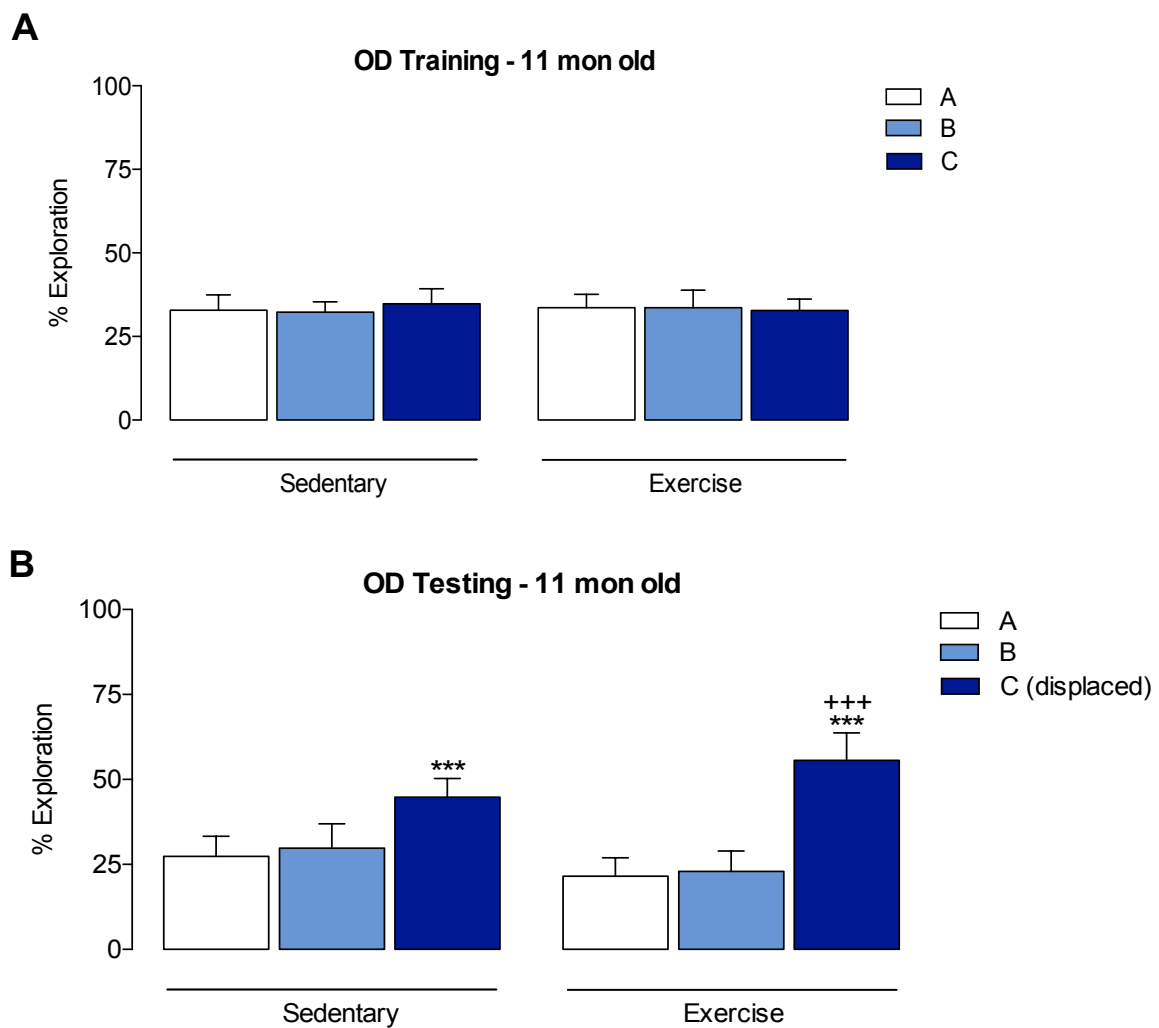 A
OD Training - 11 mon old
100
75
50
25
0
% Exploration
A
B
C
Sedentary
Exercise
B
OD Testing - 11 mon old
100
75
50
25
0
% Exploration
A
B
C (displaced)
***
+++
***
Sedentary
Exercise